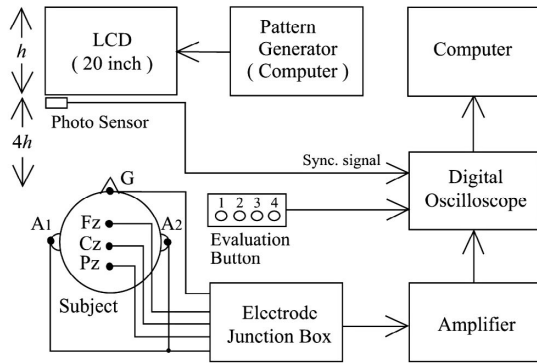 h
LCD
( 20 inch )
Pattern
Generator
( Computer )
Computer
4h
Photo Sensor
Sync. signal
Digital
Oscilloscope
G
1 2 3 4
Evaluation
Button
A1
A2
Fz
Cz
Pz
Subject
Electrode
Junction Box
Amplifier